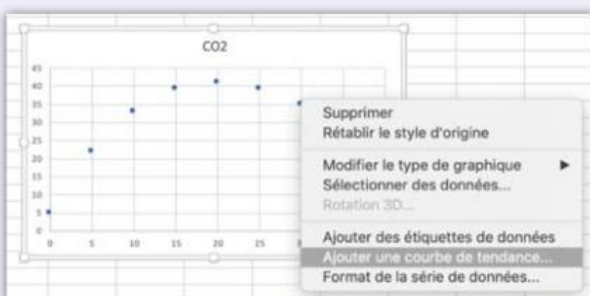 CO2
45
40
35
30
25
20
15
10
5
0
0 5 10 15 20 25
Supprimer
Rétablir le style d'origine
Modifier le type de graphique
Sélectionner des données...
Rotation 3D...
Ajouter des étiquettes de données
Ajouter une courbe de tendance...
Format de la série de données...